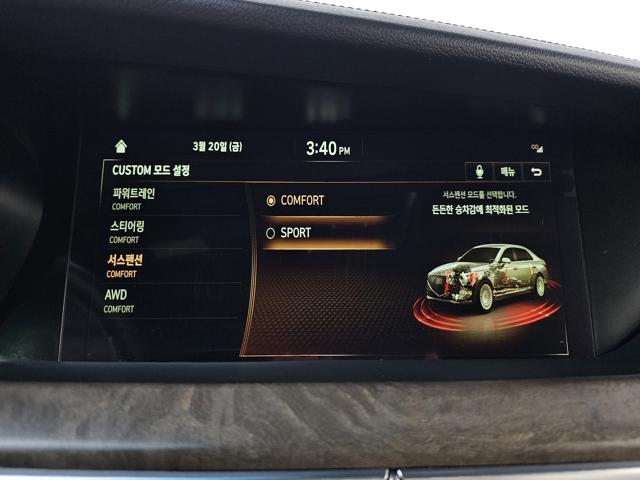 3월 20일 (금)
3:40 PM
CUSTOM 모드 설정
메뉴
파워트레인
COMFORT
스티어링
COMFORT
서스펜션
COMFORT
AWD
COMFORT
COMFORT
SPORT
서스펜션 모드를 선택합니다.
든든한 승차감에 최적화된 모드